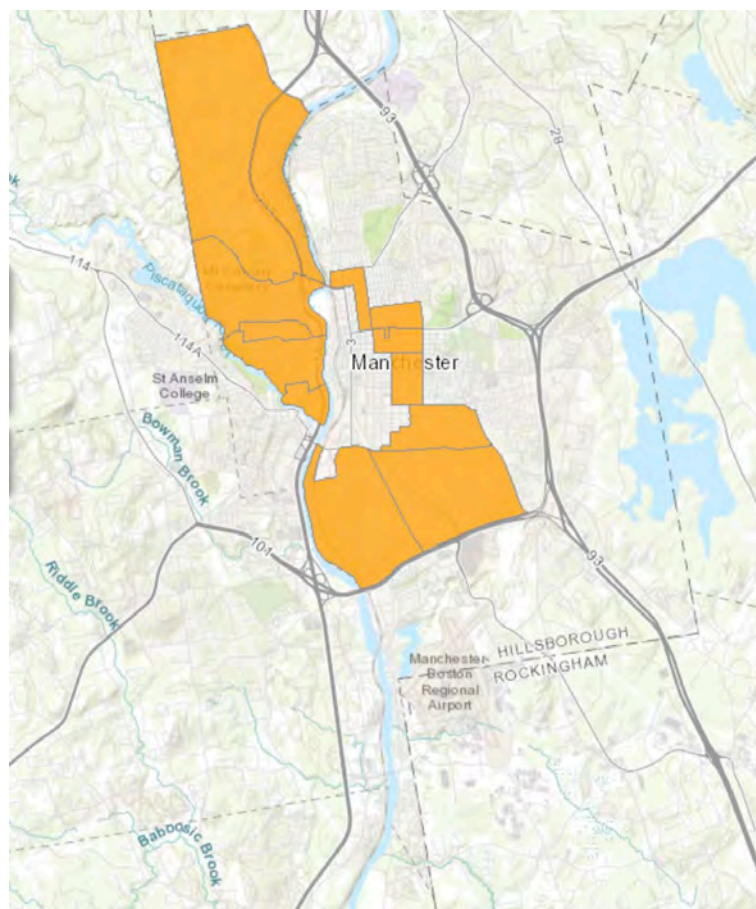 93
28
114
Piscataquog
114A
3
Manchester
St Anselm
College
Bowman
Brook
101
93
Riddle Brook
HILLSBOROUGH
ROCKINGHAM
Manchester-
Boston
Regional
Airport
Baboosic Brook